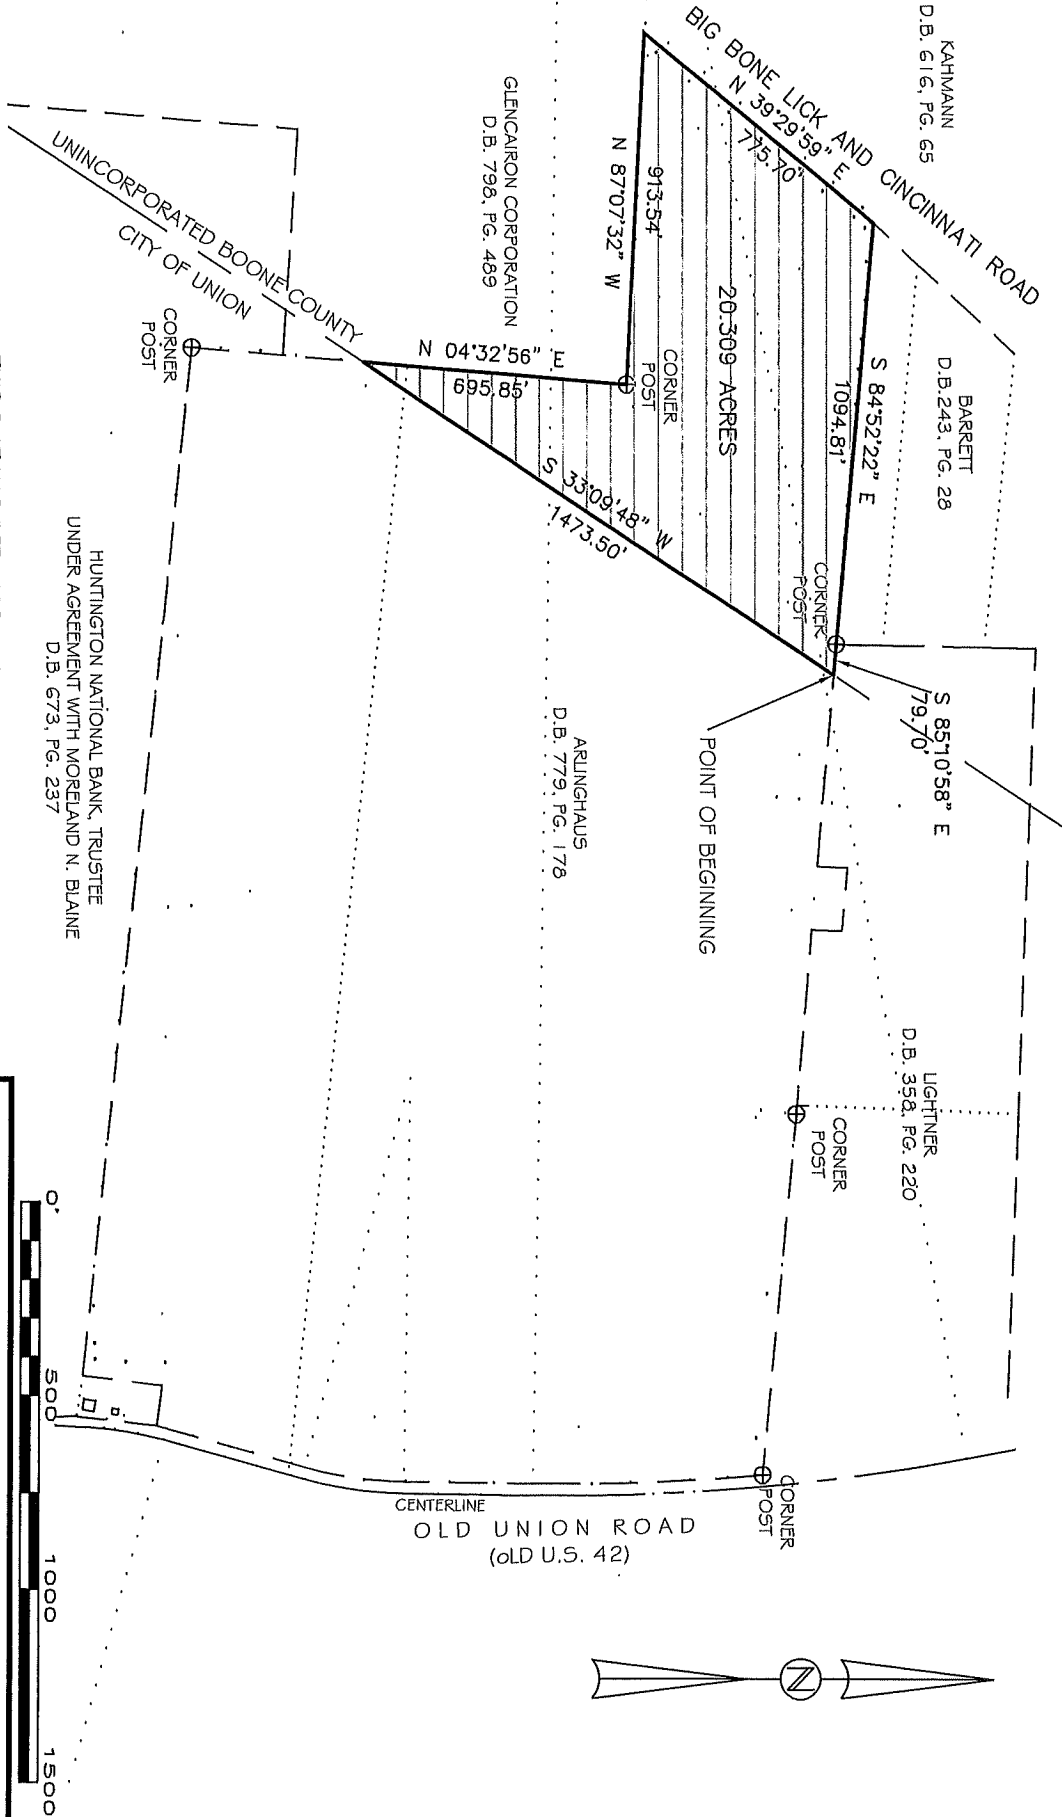 KAHMANN
D.B. 616, PG. 65
BIG BONE LICK AND CINCINNATI ROAD
N 39°29'59" E
775.70'
BARRETT
D.B.243, PG. 28
S 84°52'22" E
1094.81'
913.54'
N 87°07'32" W
20.309 ACRES
CORNER
POST
CORNER
POST
GLENCAIRON CORPORATION
D.B. 798, PG. 489
UNINCORPORATED BOONE COUNTY
CITY OF UNION
N 04°32'56" E
695.85'
S 33°09'48" W
1473.50'
S 85°10'58" E
79.70'
POINT OF BEGINNING
CORNER
POST
ARLINGHAUS
D.B. 779, PG. 178
LIGHTNER
D.B. 358, PG. 220
CORNER
POST
HUNTINGTON NATIONAL BANK, TRUSTEE
UNDER AGREEMENT WITH MORELAND N. BLAINE
D.B. 673, PG. 237
CORNER
POST
CENTERLINE
OLD UNION ROAD
(oLD U.S. 42)
N
0'
500
1000
1500